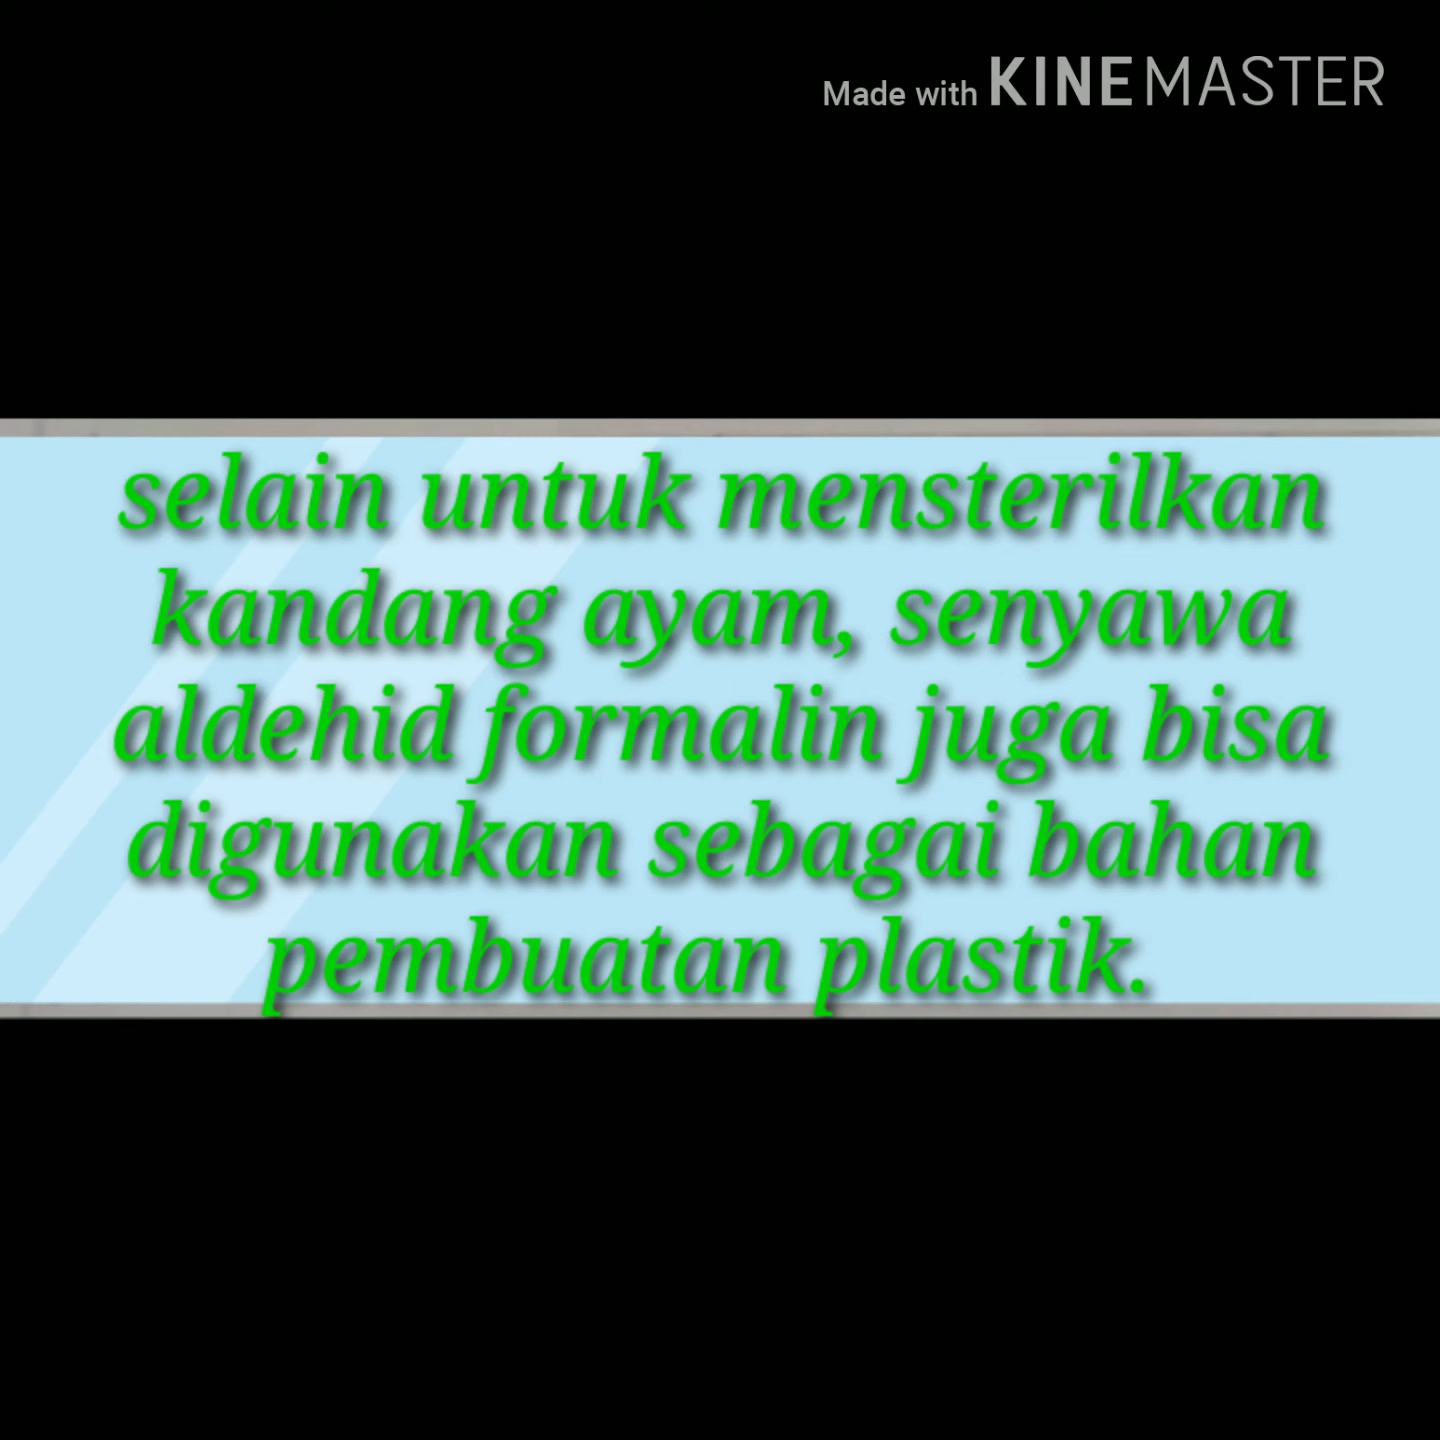 Made with KINEMASTER
selain untuk mensterilkan
kandang ayam, senyawa
aldehid formalin juga bisa
digunakan sebagai bahan
pembuatan plastik.